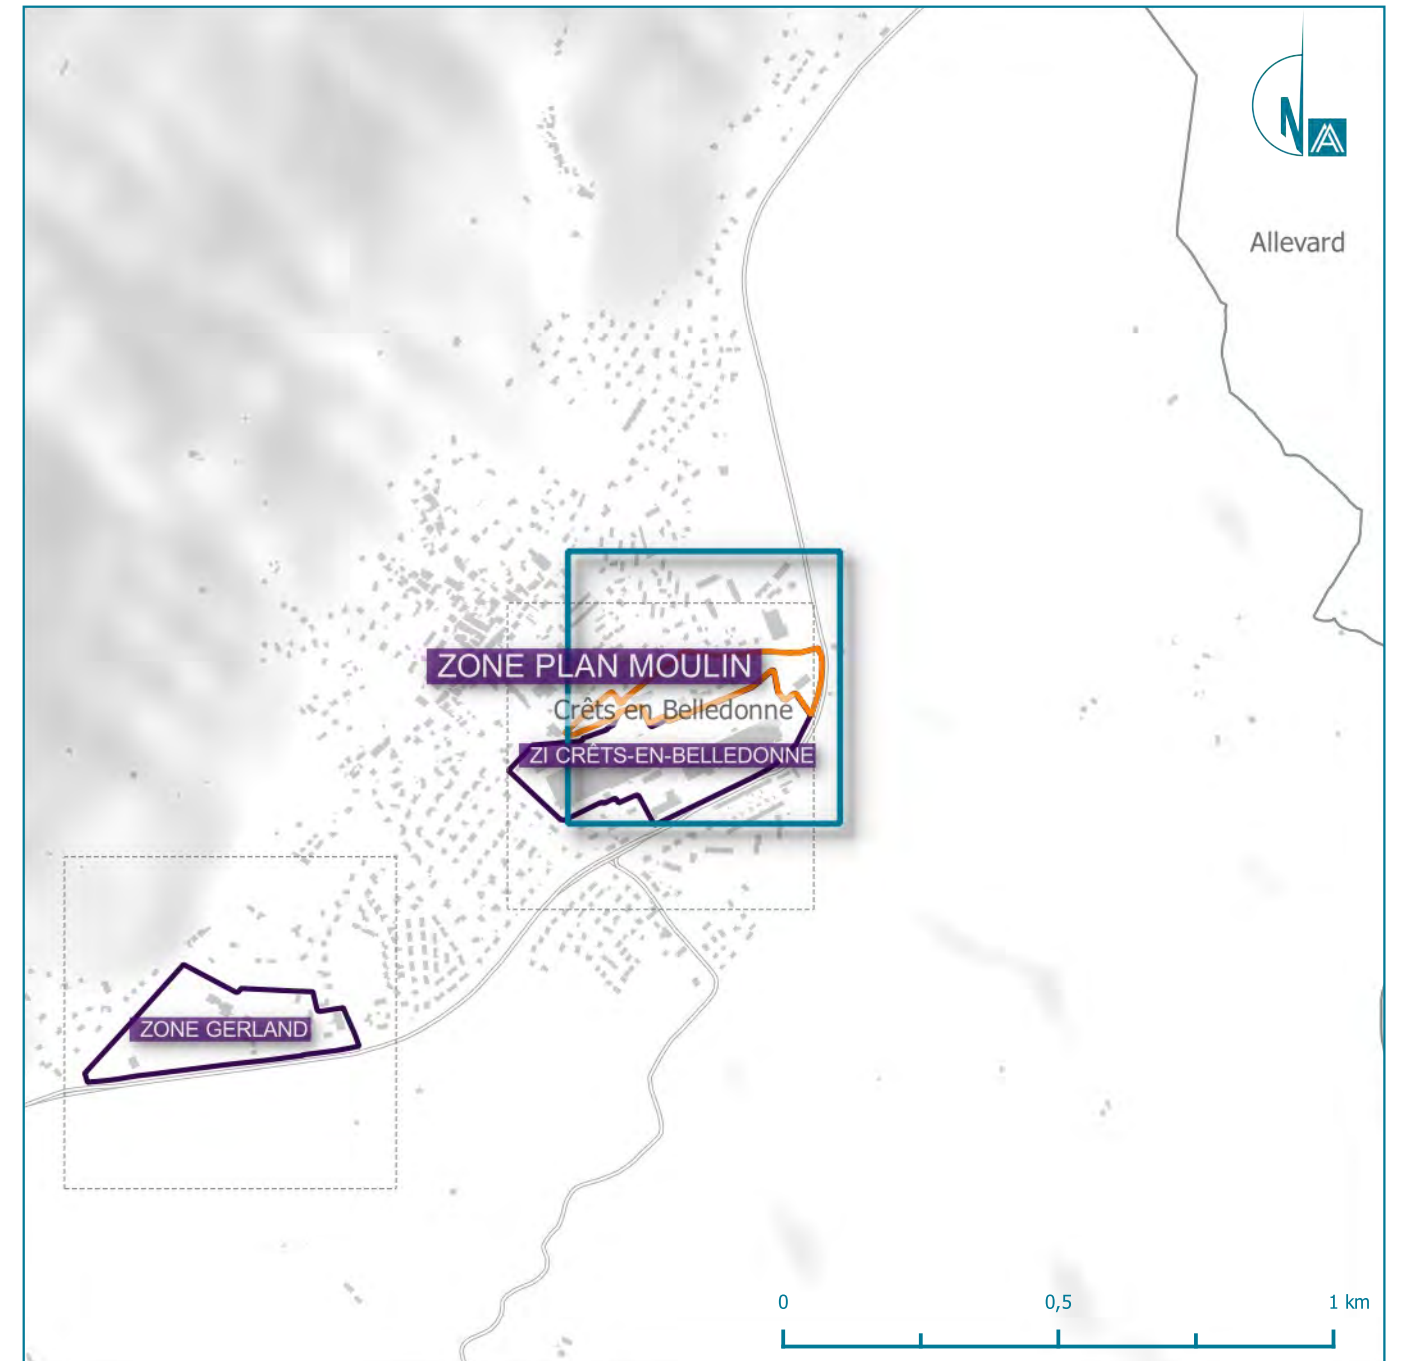 N
Allevard
ZONE PLAN MOULIN
Crêts en Belledonne
ZI CRÊTS-EN-BELLEDONNE
ZONE GERLAND
0 0,5 1 km